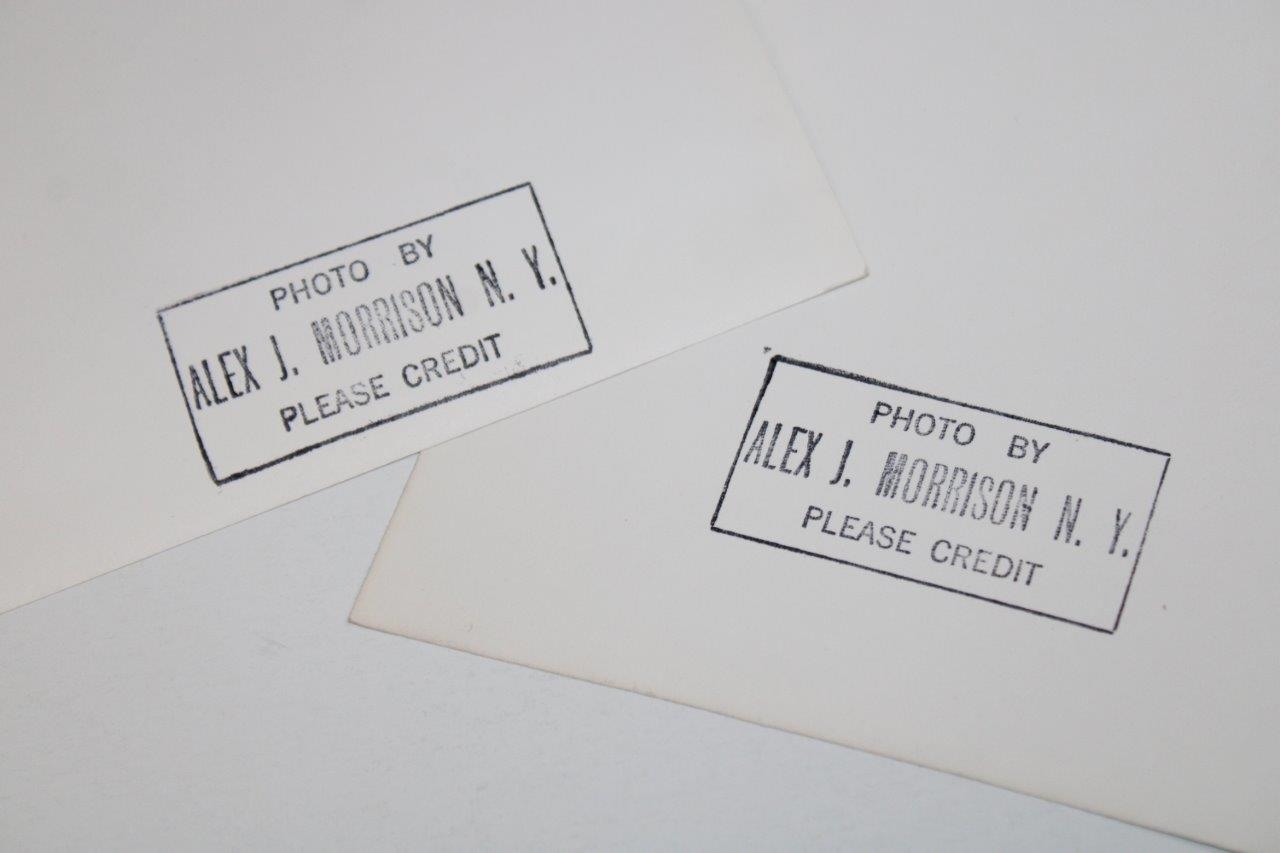 PHOTO BY
ALEX J. MORRISON N. Y.
PLEASE CREDIT
PHOTO BY
ALEX J. MORRISON N. Y.
PLEASE CREDIT